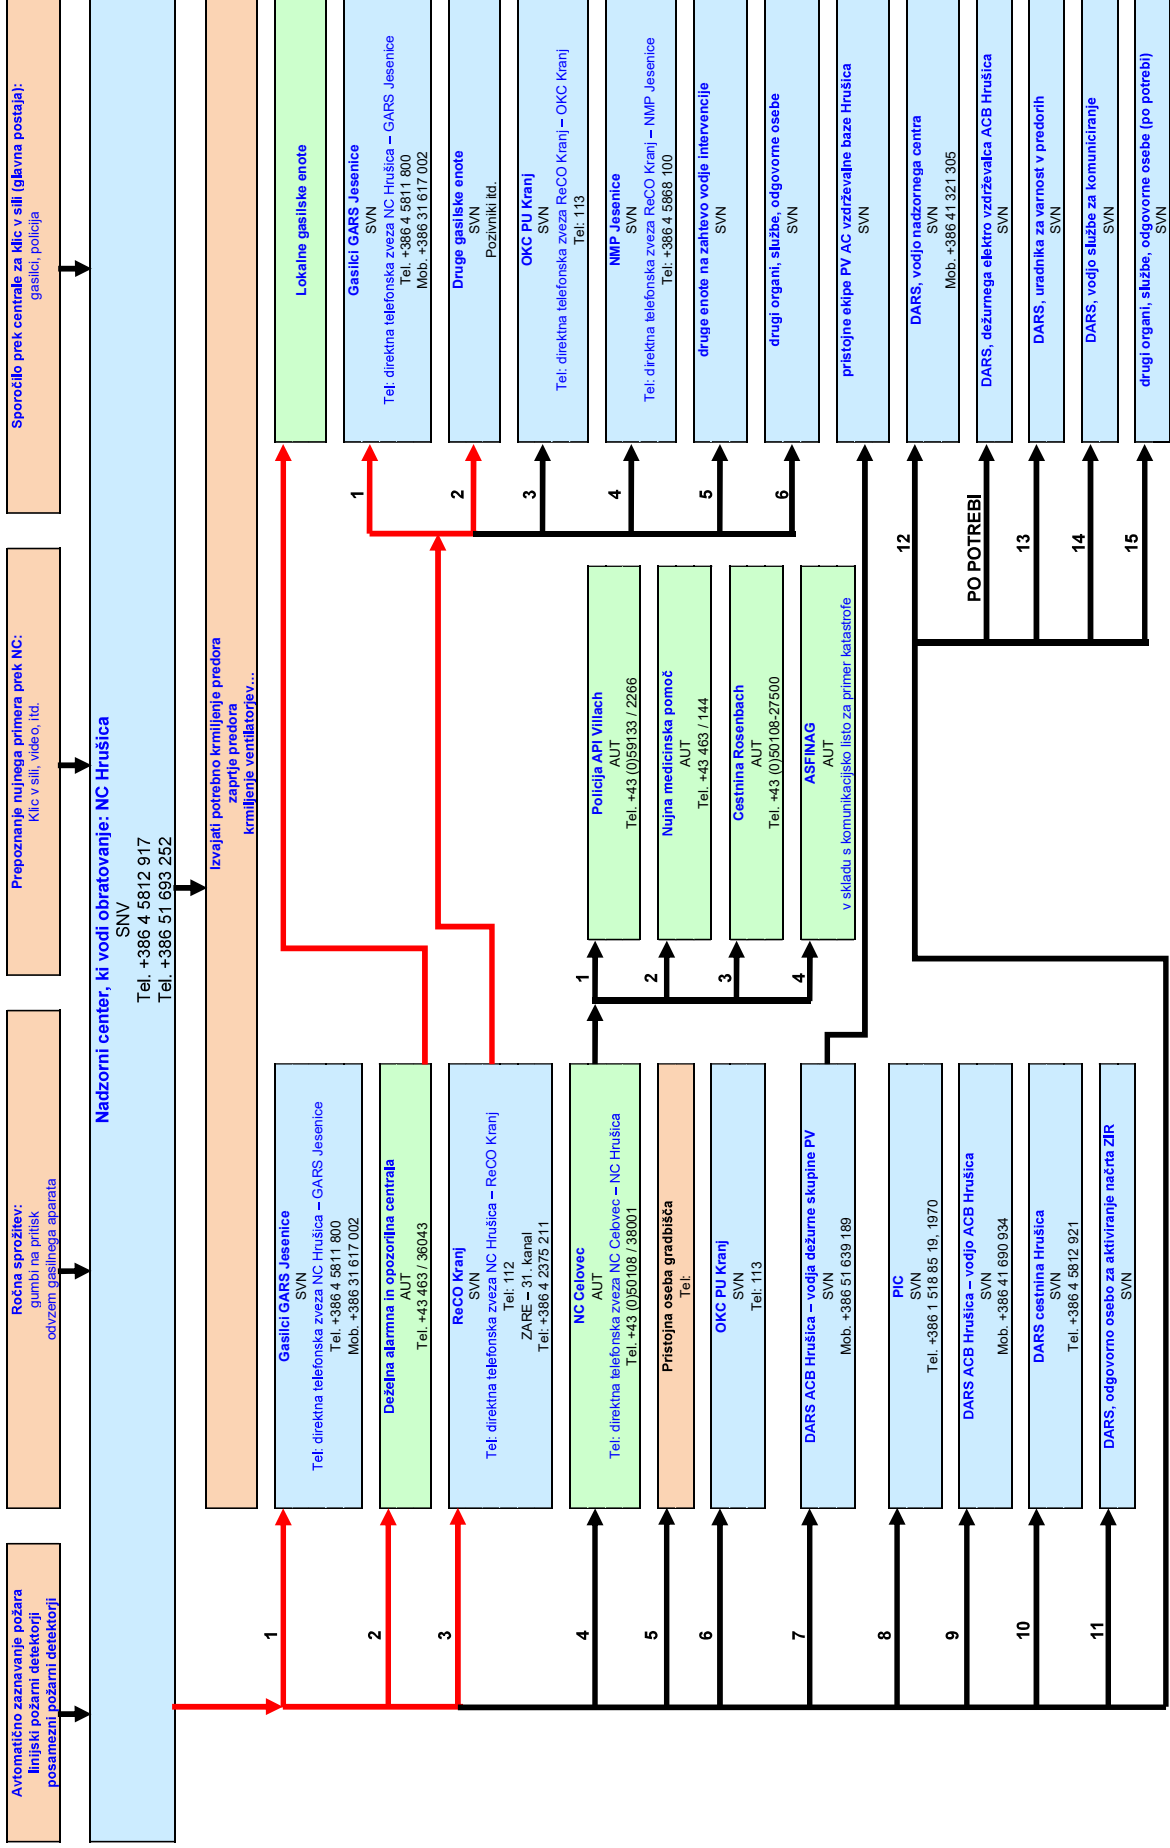 Avtomatično zaznavanje požara
linijski požarni detektorji
posamezni požarni detektorji
Ročna sprožitev:
gumbi na pritisk
odvzem gasilnega aparata
Prepoznanje nujnega primera prek NC:
Klic v sili, video, itd.
Sporočilo prek centrale za klic v sili (glavna postaja):
gasilci, policija
Nadzorni center, ki vodi obratovanje: NC Hrušica
SNV
Tel. +386 4 5812 917
Tel. +386 51 693 252
Izvajati potrebno krmiljenje predora
zaprtje predora
krmiljenje ventilatorjev...
1
Gasilci GARS Jesenice
SVN
Tel: direktna telefonska zveza NC Hrušica – GARS Jesenice
Tel. +386 4 5811 800
Mob. +386 31 617 002
2
Deželna alarmna in opozorilna centrala
AUT
Tel. +43 463 / 36043
3
ReCO Kranj
SVN
Tel: direktna telefonska zveza NC Hrušica – ReCO Kranj
Tel: 112
ZARE – 31. kanal
Tel: +386 4 2375 211
4
NC Celovec
AUT
Tel: direktna telefonska zveza NC Celovec – NC Hrušica
Tel. +43 (0)50108 / 38001
5
Pristojna oseba gradbišča
Tel:
6
OKC PU Kranj
SVN
Tel: 113
7
DARS ACB Hrušica – vodja dežurne skupine PV
SVN
Mob. +386 51 639 189
8
PIC
SVN
Tel. +386 1 518 85 19, 1970
9
DARS ACB Hrušica – vodjo ACB Hrušica
SVN
Mob. +386 41 690 934
10
DARS cestnina Hrušica
SVN
Tel. +386 4 5812 921
11
DARS, odgovorno osebo za aktiviranje načrta ZIR
SVN
1
Policija API Villach
AUT
Tel. +43 (0)59133 / 2266
2
Nujna medicinska pomoč
AUT
Tel. +43 463 / 144
3
Cestnina Rosenbach
AUT
Tel. +43 (0)50108-27500
4
ASFINAG
AUT
v skladu s komunikacijsko listo za primer katastrofe
Lokalne gasilske enote
1
Gasilci GARS Jesenice
SVN
Tel: direktna telefonska zveza NC Hrušica – GARS Jesenice
Tel. +386 4 5811 800
Mob. +386 31 617 002
2
Druge gasilske enote
SVN
Pozivniki itd.
3
OKC PU Kranj
SVN
Tel: direktna telefonska zveza ReCO Kranj – OKC Kranj
Tel: 113
4
NMP Jesenice
SVN
Tel: direktna telefonska zveza ReCO Kranj – NMP Jesenice
Tel: +386 4 5868 100
5
druge enote na zahtevo vodje intervencije
SVN
6
drugi organi, službe, odgovorne osebe
SVN
pristojne ekipe PV AC vzdrževalne baze Hrušica
SVN
12
DARS, vodjo nadzornega centra
SVN
Mob. +386 41 321 305
PO POTREBI
DARS, dežurnega elektro vzdrževalca ACB Hrušica
SVN
13
DARS, uradnika za varnost v predorih
SVN
14
DARS, vodjo službe za komuniciranje
SVN
15
drugi organi, službe, odgovorne osebe (po potrebi)
SVN